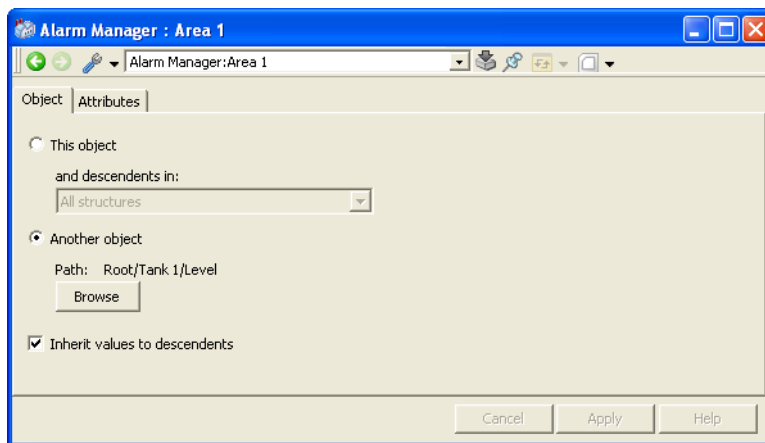 Alarm Manager : Area 1
Alarm Manager:Area 1
Object Attributes
This object
and descendents in:
All structures
Another object
Path: Root/Tank 1/Level
Browse
Inherit values to descendents
Cancel Apply Help